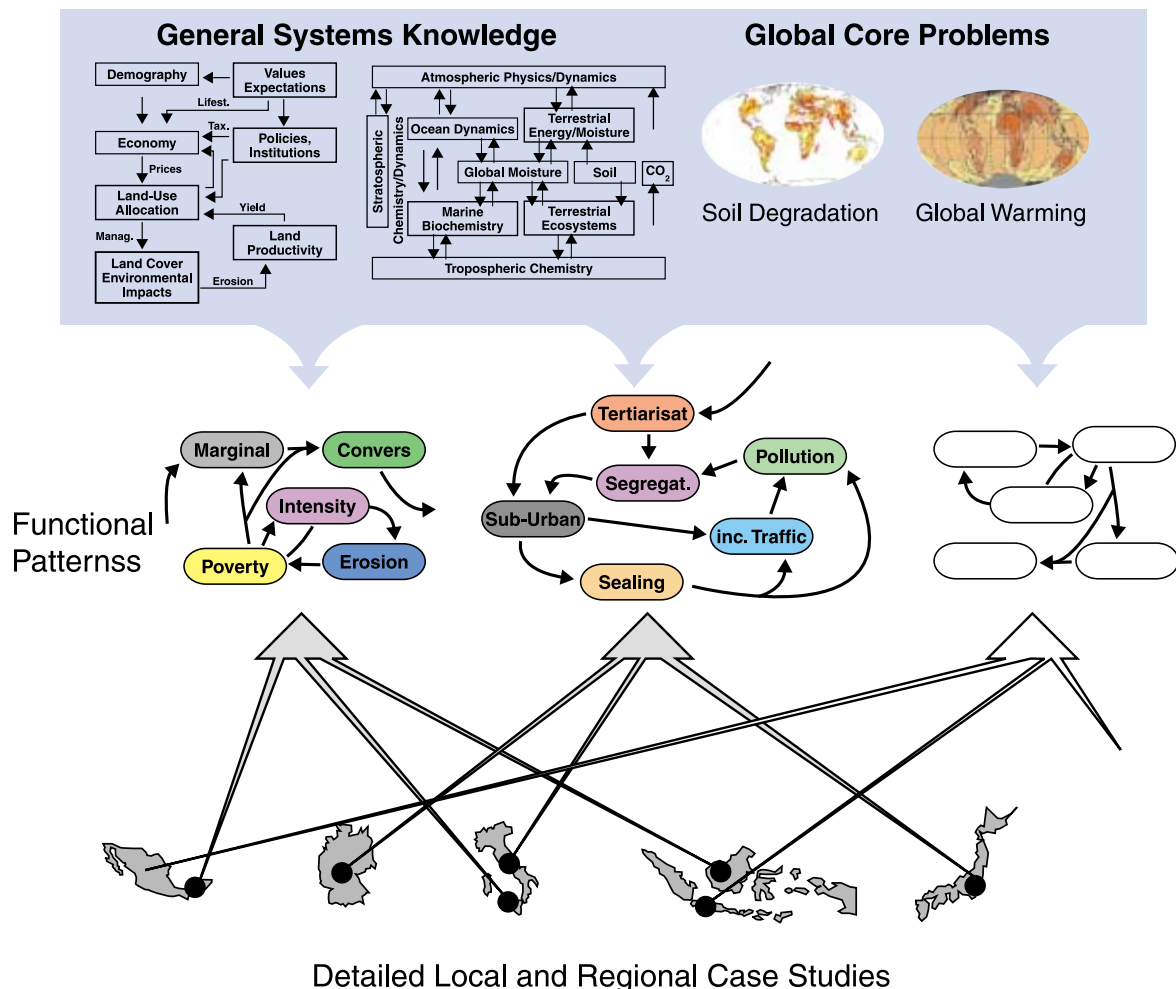 General Systems Knowledge
Global Core Problems
Demography
Values
Expectations
Lifest.
Economy
Tax.
Policies,
Institutions
Prices
Land-Use
Allocation
Yield
Manag.
Land
Productivity
Land Cover
Environmental
Impacts
Erosion
Atmospheric Physics/Dynamics
Stratospheric
Chemistry/Dynamics
Ocean Dynamics
Terrestrial
Energy/Moisture
Global Moisture
Soil
CO2
Marine
Biochemistry
Terrestrial
Ecosystems
Tropospheric Chemistry
Soil Degradation
Global Warming
Functional
Patternss
Marginal
Convers
Intensity
Poverty
Erosion
Tertiarisat
Pollution
Segregat.
Sub-Urban
inc. Traffic
Sealing
Detailed Local and Regional Case Studies